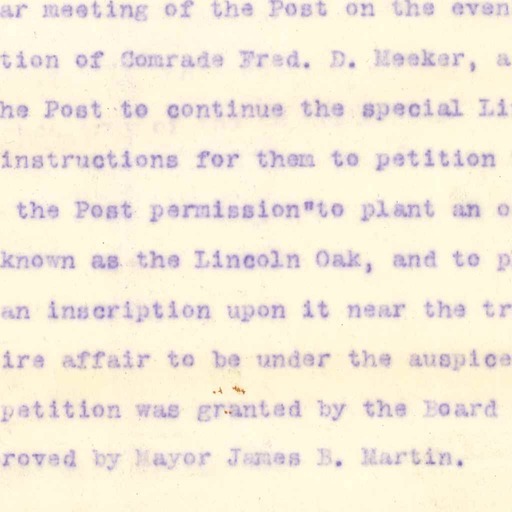 ar meeting of the Post on the even
tion of Comrade Fred. D. Meeker, a
he Post to continue the special Li
instructions for them to petition
the Post permission"to plant an o
known as the Lincoln Oak, and to p
an inscription upon it near the tr
ire affair to be under the auspice
petition was granted by the Board
roved by Mayor James B. Martin.